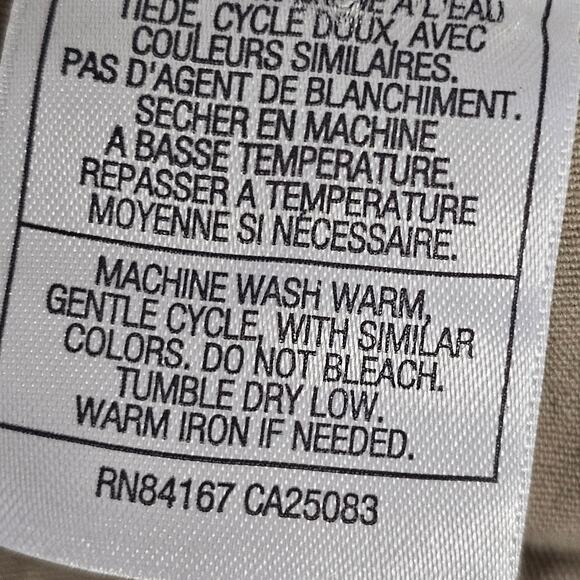 À L'EAU
TIÈDE, CYCLE DOUX, AVEC
COULEURS SIMILAIRES.
PAS D'AGENT DE BLANCHIMENT.
SECHER EN MACHINE
A BASSE TEMPERATURE.
REPASSER A TEMPERATURE
MOYENNE SI NÉCESSAIRE.
MACHINE WASH WARM,
GENTLE CYCLE, WITH SIMILAR
COLORS. DO NOT BLEACH.
TUMBLE DRY LOW.
WARM IRON IF NEEDED.
RN84167 CA25083